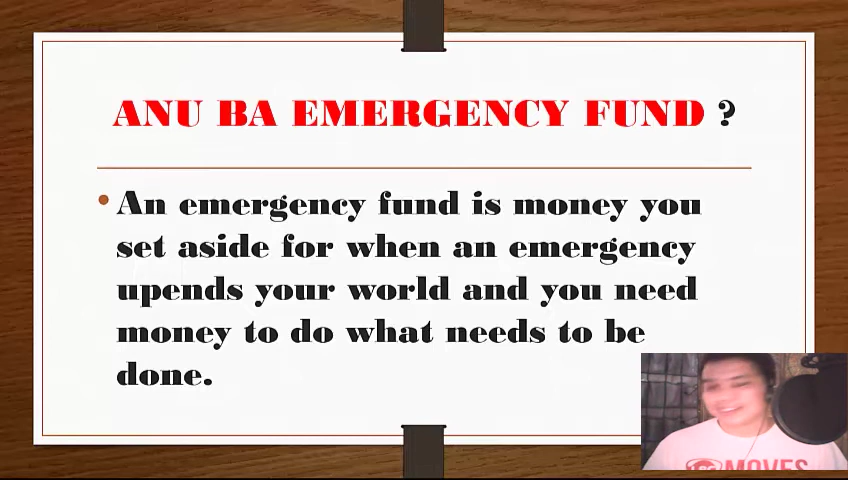 ANU BA EMERGENCY FUND ?
• An emergency fund is money you
set aside for when an emergency
upends your world and you need
money to do what needs to be
done.
MOVES